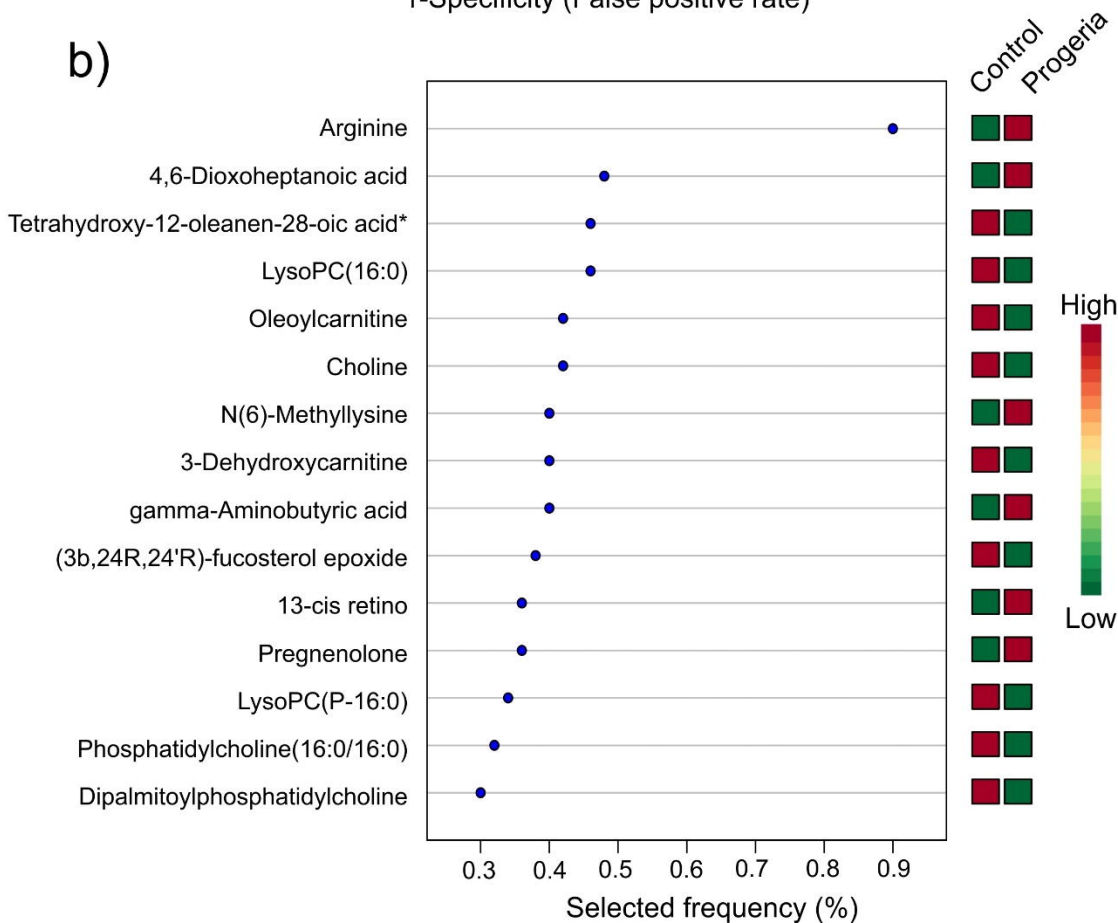 1-Specificity (False positive rate)
b)
Control
Progeria
Arginine
4,6-Dioxoheptanoic acid
Tetrahydroxy-12-oleanen-28-oic acid*
LysoPC(16:0)
Oleoylcarnitine
Choline
N(6)-Methyllysine
3-Dehydroxycarnitine
gamma-Aminobutyric acid
(3b,24R,24'R)-fucosterol epoxide
13-cis retino
Pregnenolone
LysoPC(P-16:0)
Phosphatidylcholine(16:0/16:0)
Dipalmitoylphosphatidylcholine
High
Low
0.3 0.4 0.5 0.6 0.7 0.8 0.9
Selected frequency (%)